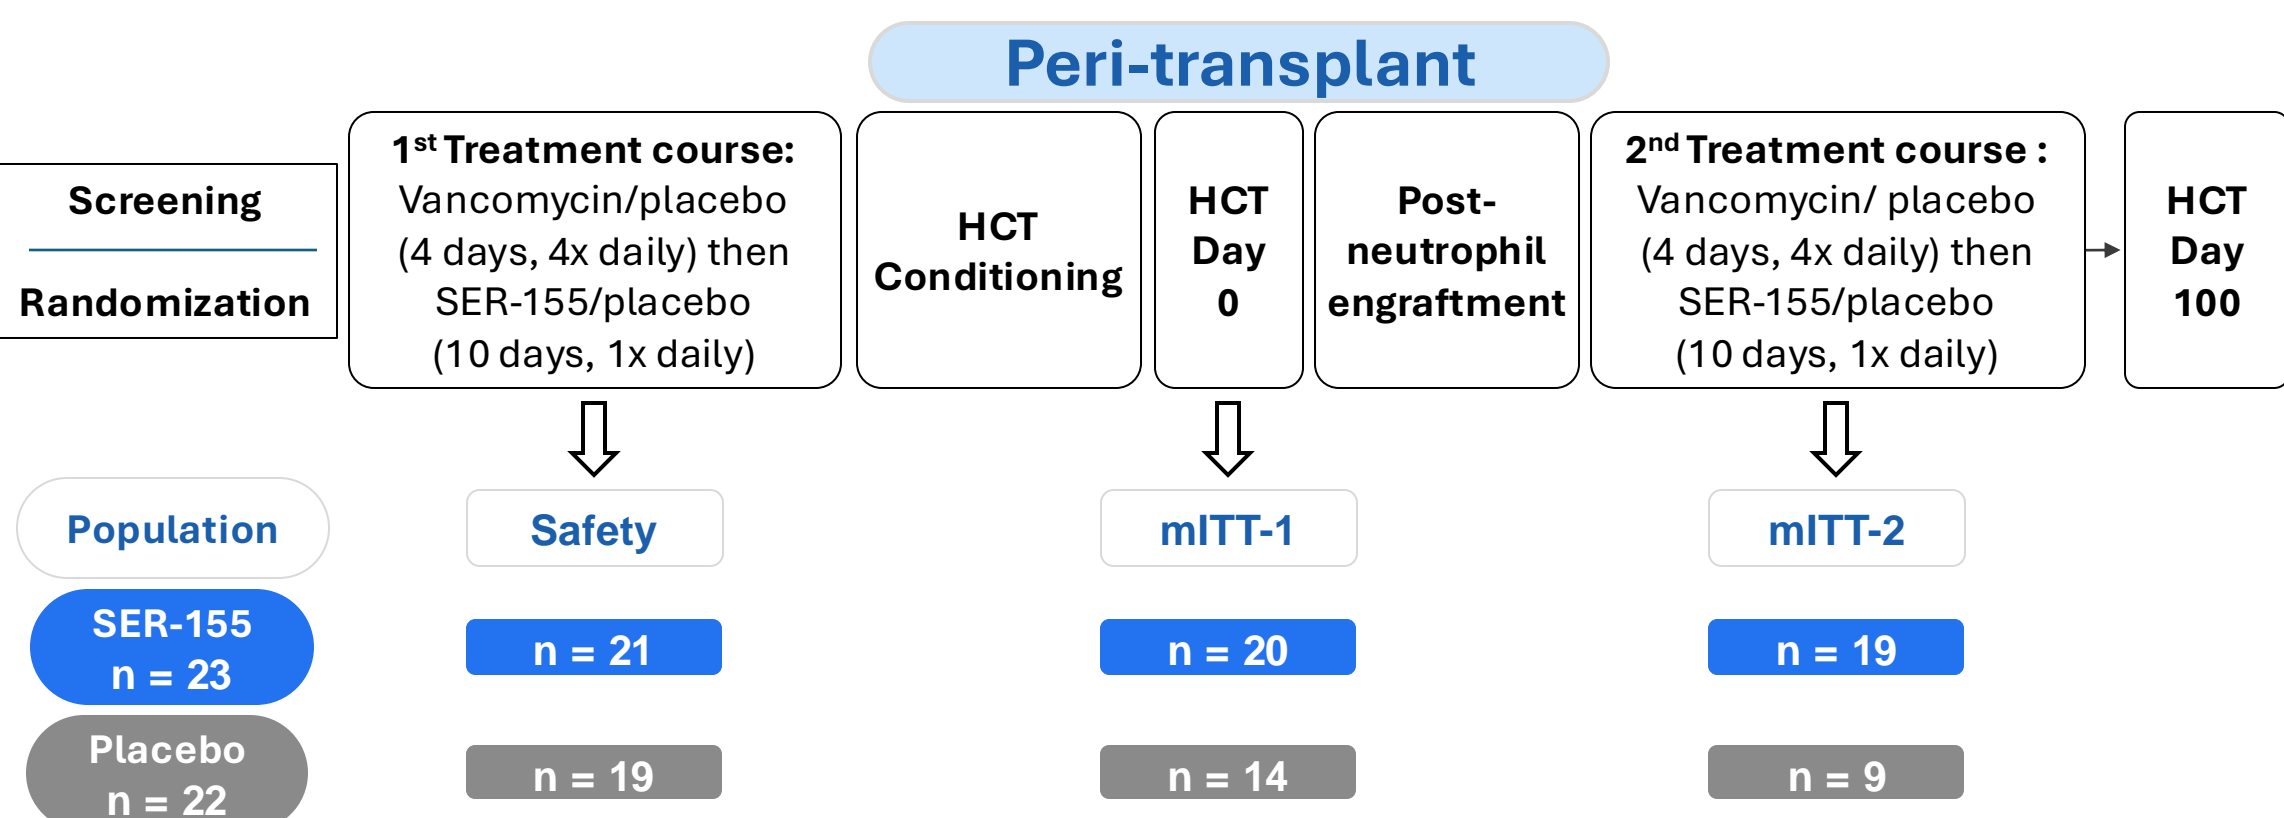 Peri-transplant
Screening
Randomization
1st Treatment course:
Vancomycin/placebo
(4 days, 4x daily) then
SER-155/placebo
(10 days, 1x daily)
HCT
Conditioning
HCT
Day
0
Post-
neutrophil
engraftment
2nd Treatment course :
Vancomycin/ placebo
(4 days, 4x daily) then
SER-155/placebo
(10 days, 1x daily)
HCT
Day
100
Population
Safety
mITT-1
mITT-2
SER-155
n = 23
n = 21
n = 20
n = 19
Placebo
n = 22
n = 19
n = 14
n = 9